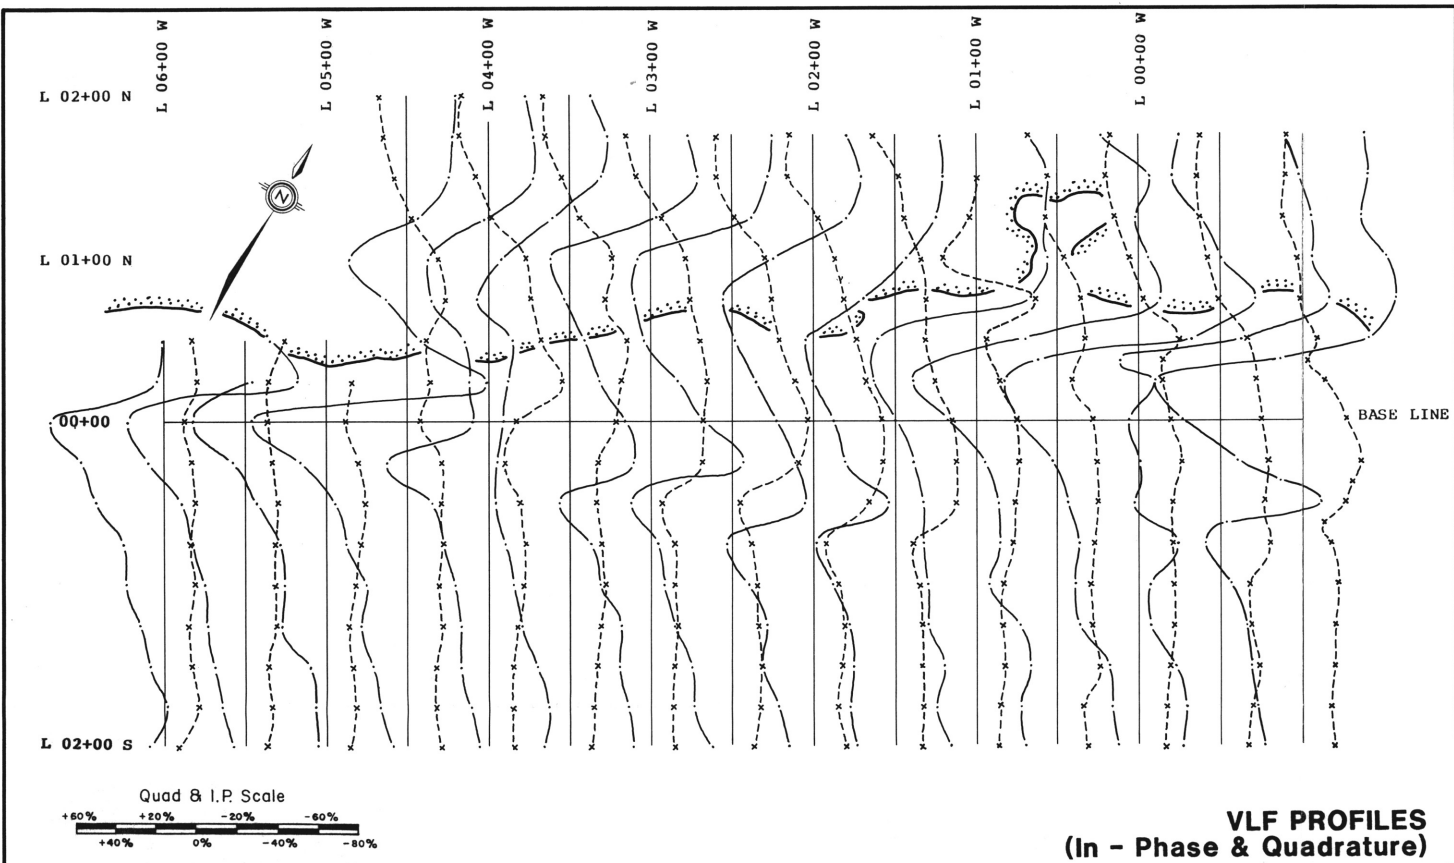 L 06+00 W
L 05+00 W
L 04+00 W
L 03+00 W
L 02+00 W
L 01+00 W
L 00+00 W
L 02+00 N
N
L 01+00 N
00+00
BASE LINE
L 02+00 S
Quad & I.P. Scale
+60% +20% -20% -60%
+40% 0% -40% -80%
VLF PROFILES
(In - Phase & Quadrature)